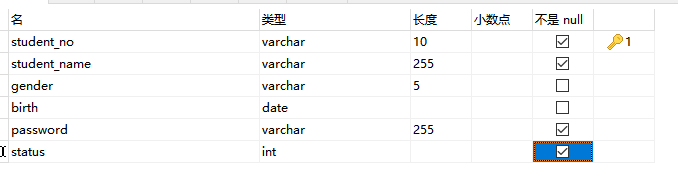 名 类型 长度 小数点 不是 null
student_no varchar 10 1
student_name varchar 255
gender varchar 5
birth date
password varchar 255
status int